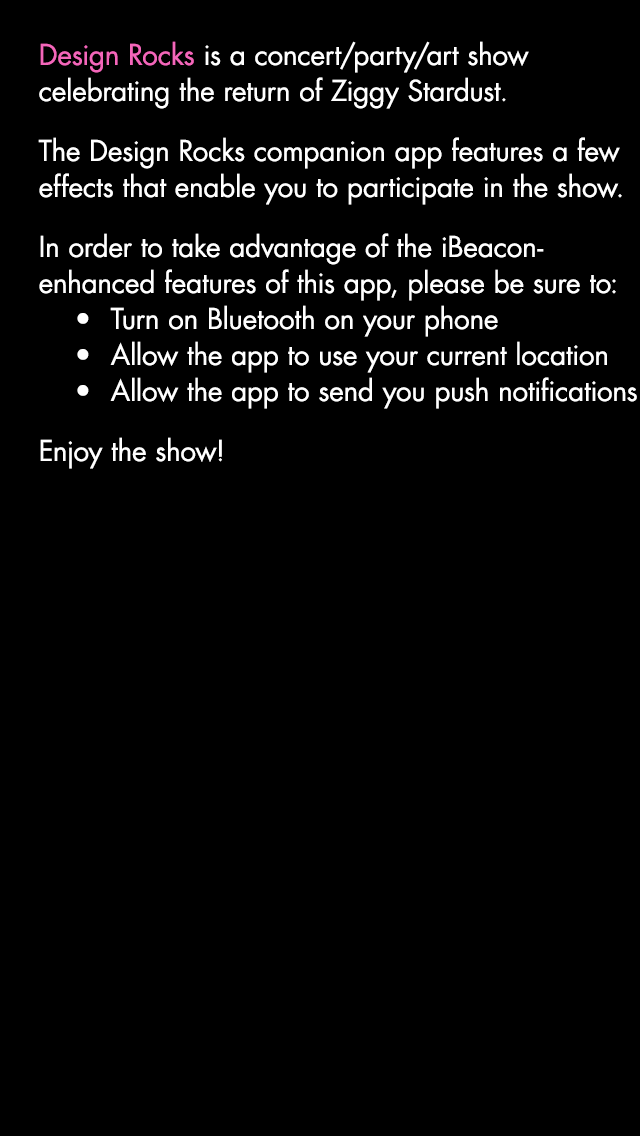 Design Rocks is a concert/party/art show
celebrating the return of Ziggy Stardust.
The Design Rocks companion app features a few
effects that enable you to participate in the show.
In order to take advantage of the iBeacon-
enhanced features of this app, please be sure to:
• Turn on Bluetooth on your phone
• Allow the app to use your current location
• Allow the app to send you push notifications
Enjoy the show!